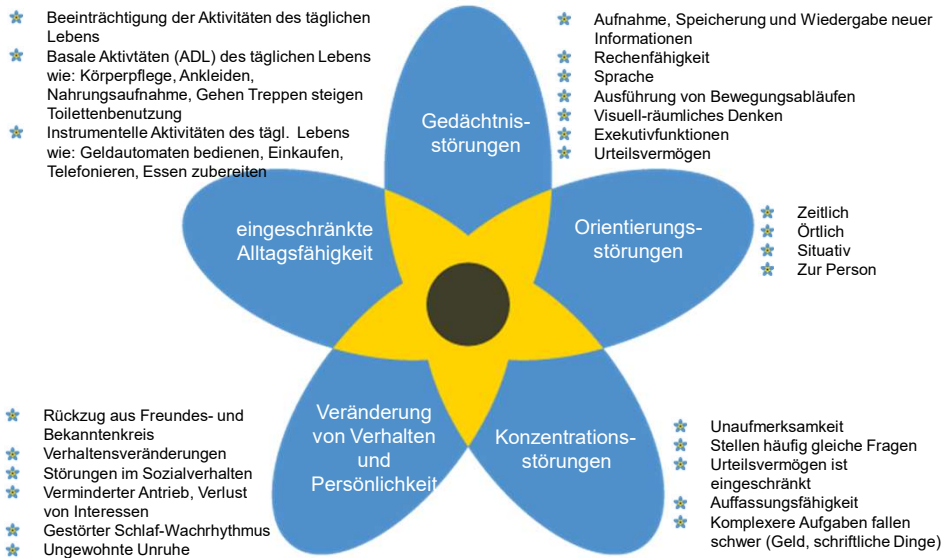 Beeinträchtigung der Aktivitäten des täglichen
Lebens
Basale Aktivtäten (ADL) des täglichen Lebens
wie: Körperpflege, Ankleiden,
Nahrungsaufnahme, Gehen Treppen steigen
Toilettenbenutzung
Instrumentelle Aktivitäten des tägl. Lebens
wie: Geldautomaten bedienen, Einkaufen,
Telefonieren, Essen zubereiten
Gedächtnis-
störungen
Aufnahme, Speicherung und Wiedergabe neuer
Informationen
Rechenfähigkeit
Sprache
Ausführung von Bewegungsabläufen
Visuell-räumliches Denken
Exekutivfunktionen
Urteilsvermögen
eingeschränkte
Alltagsfähigkeit
Orientierungs-
störungen
Zeitlich
Örtlich
Situativ
Zur Person
Rückzug aus Freundes- und
Bekanntenkreis
Verhaltensveränderungen
Störungen im Sozialverhalten
Verminderter Antrieb, Verlust
von Interessen
Gestörter Schlaf-Wachrhythmus
Ungewohnte Unruhe
Veränderung
von Verhalten
und
Persönlichkeit
Konzentrations-
störungen
Unaufmerksamkeit
Stellen häufig gleiche Fragen
Urteilsvermögen ist
eingeschränkt
Auffassungsfähigkeit
Komplexere Aufgaben fallen
schwer (Geld, schriftliche Dinge)